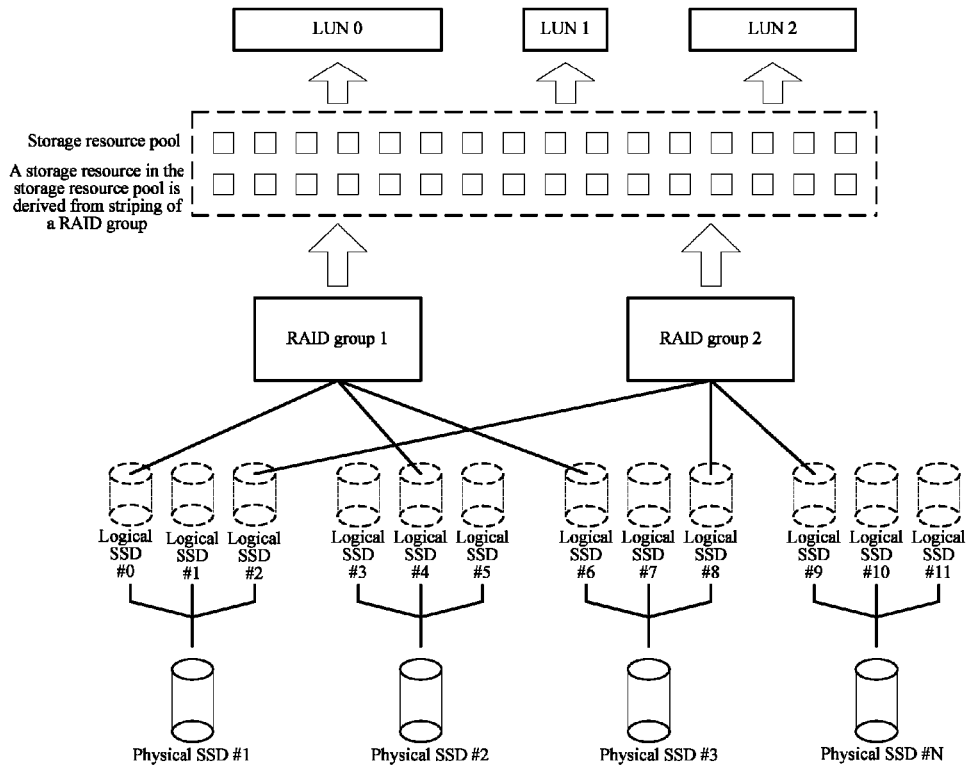 LUN 0
LUN 1
LUN 2
Storage resource pool
A storage resource in the
storage resource pool is
derived from striping of
a RAID group
RAID group 1
RAID group 2
Logical
SSD
#0
Logical
SSD
#1
Logical
SSD
#2
Logical
SSD
#3
Logical
SSD
#4
Logical
SSD
#5
Logical
SSD
#6
Logical
SSD
#7
Logical
SSD
#8
Logical
SSD
#9
Logical
SSD
#10
Logical
SSD
#11
Physical SSD #1
Physical SSD #2
Physical SSD #3
Physical SSD #N